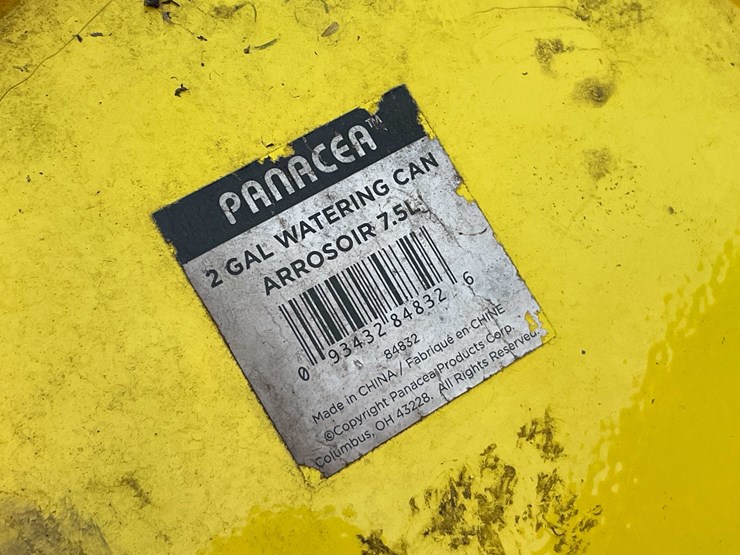 PANACEA™
2 GAL WATERING CAN
ARROSOIR 7.5L
0 93432 84832 6
84832
Made in CHINA / Fabriqué en CHINE
©Copyright Panacea Products Corp.
Columbus, OH 43228. All Rights Reserved.